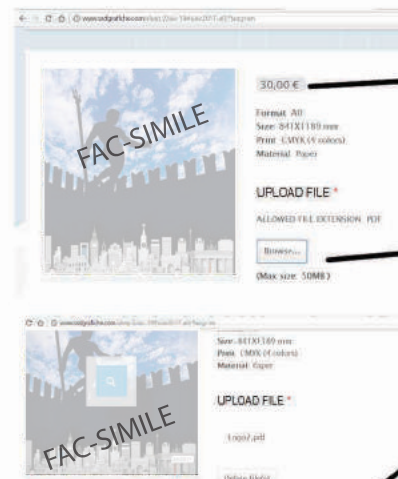 30,00 €
FAC-SIMILE
Format A0
Size 841X1189 mm
Print CMYK (4 colors)
Material Paper
UPLOAD FILE *
ALLOWED FILE EXTENSION PDF
Browse...
(Max size: 50MB)
Size 841X1189 mm
Print CMYK (4 colors)
Material Paper
UPLOAD FILE *
FAC-SIMILE